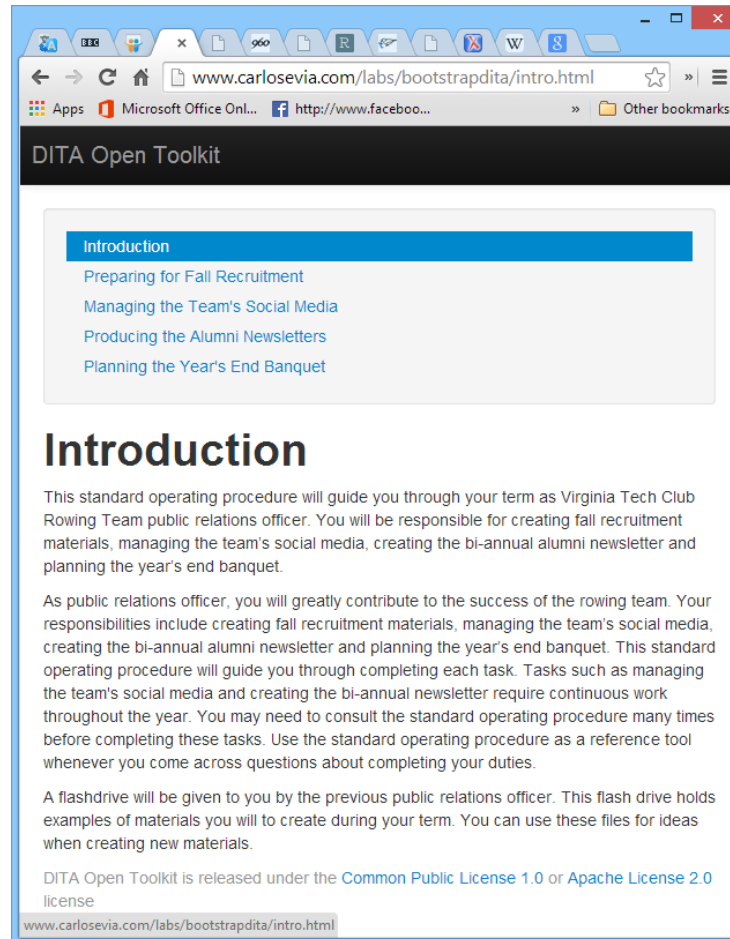 BBC
960
R
W
8
www.carlosevia.com/labs/bootstrapdita/intro.html
»
Apps
Microsoft Office Onl...
http://www.faceboo...
»
Other bookmarks
DITA Open Toolkit
Introduction
Preparing for Fall Recruitment
Managing the Team's Social Media
Producing the Alumni Newsletters
Planning the Year's End Banquet
Introduction
This standard operating procedure will guide you through your term as Virginia Tech Club
Rowing Team public relations officer. You will be responsible for creating fall recruitment
materials, managing the team's social media, creating the bi-annual alumni newsletter and
planning the year's end banquet.
As public relations officer, you will greatly contribute to the success of the rowing team. Your
responsibilities include creating fall recruitment materials, managing the team's social media,
creating the bi-annual alumni newsletter and planning the year's end banquet. This standard
operating procedure will guide you through completing each task. Tasks such as managing
the team's social media and creating the bi-annual newsletter require continuous work
throughout the year. You may need to consult the standard operating procedure many times
before completing these tasks. Use the standard operating procedure as a reference tool
whenever you come across questions about completing your duties.
A flashdrive will be given to you by the previous public relations officer. This flash drive holds
examples of materials you will to create during your term. You can use these files for ideas
when creating new materials.
DITA Open Toolkit is released under the Common Public License 1.0 or Apache License 2.0
license
www.carlosevia.com/labs/bootstrapdita/intro.html